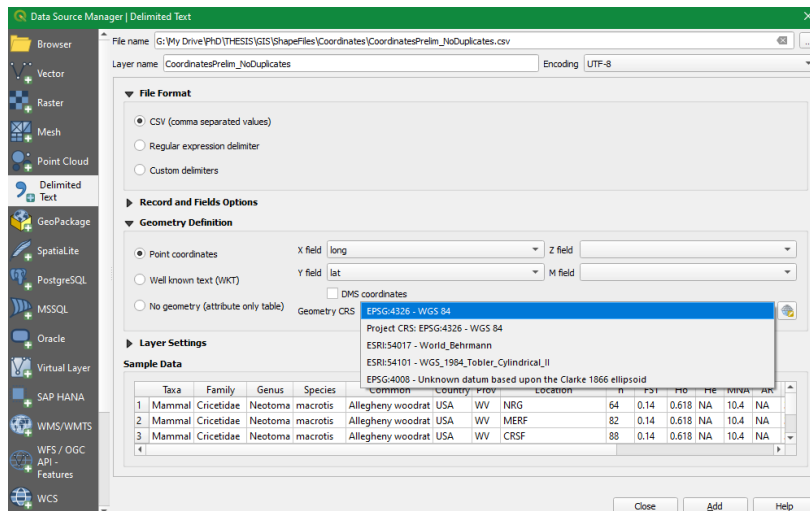 Data Source Manager | Delimited Text
Browser
Vector
Raster
Mesh
Point Cloud
Delimited
Text
GeoPackage
SpatiaLite
PostgreSQL
MSSQL
Oracle
Virtual Layer
SAP HANA
WMS/WMTS
WFS / OGC
API -
Features
WCS
File name G:\My Drive\PhD\THESIS\GIS\ShapeFiles\Coordinates\CoordinatesPrelim_NoDuplicates.csv
Layer name CoordinatesPrelim_NoDuplicates Encoding UTF-8
File Format
CSV (comma separated values)
Regular expression delimiter
Custom delimiters
Record and Fields Options
Geometry Definition
Point coordinates X field long Z field
Well known text (WKT) Y field lat M field
DMS coordinates
No geometry (attribute only table) Geometry CRS EPSG:4326 - WGS 84
Project CRS: EPSG:4326 - WGS 84
ESRI:54017 - World_Behrmann
ESRI:54101 - WGS_1984_Tobler_Cylindrical_II
EPSG:4008 - Unknown datum based upon the Clarke 1866 ellipsoid
Layer Settings
Sample Data
Taxa Family Genus Species Common Country Prov Location n FST Ho He MNA AR
1 Mammal Cricetidae Neotoma macrotis Allegheny woodrat USA WV NRG 64 0.14 0.618 NA 10.4 NA
2 Mammal Cricetidae Neotoma macrotis Allegheny woodrat USA WV MERF 82 0.14 0.618 NA 10.4 NA
3 Mammal Cricetidae Neotoma macrotis Allegheny woodrat USA WV CRSF 88 0.14 0.618 NA 10.4 NA
Close Add Help